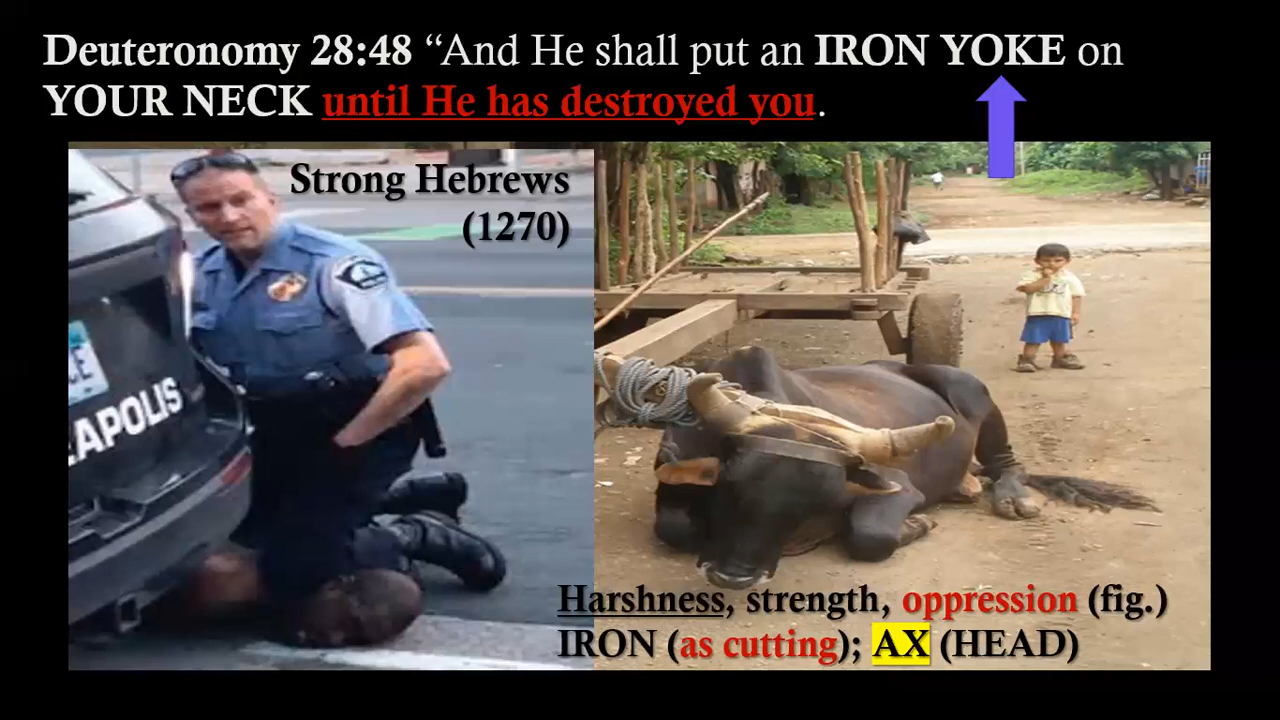 Deuteronomy 28:48 “And He shall put an IRON YOKE on
YOUR NECK until He has destroyed you.
Strong Hebrews
(1270)
EAPOLIS
Harshness, strength, oppression (fig.)
IRON (as cutting); AX (HEAD)